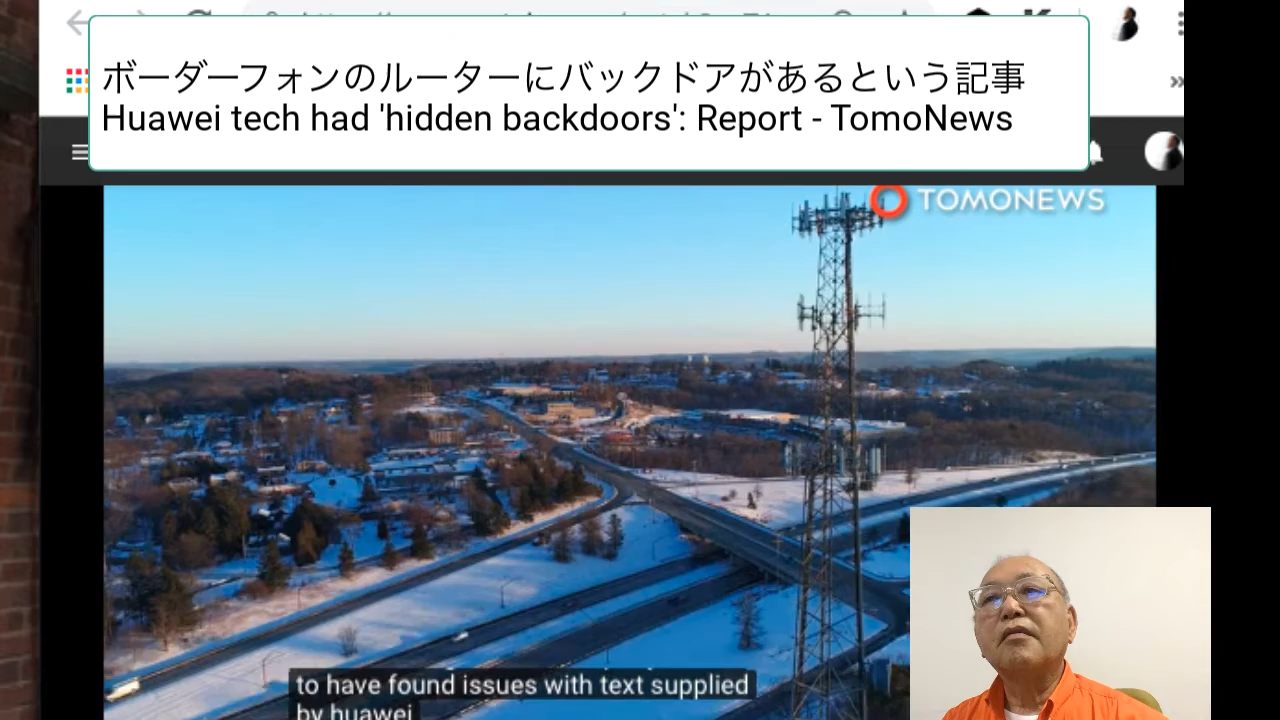 ボーダーフォンのルーターにバックドアがあるという記事
Huawei tech had 'hidden backdoors': Report - TomoNews
TOMONEWS
to have found issues with text supplied
by huawei